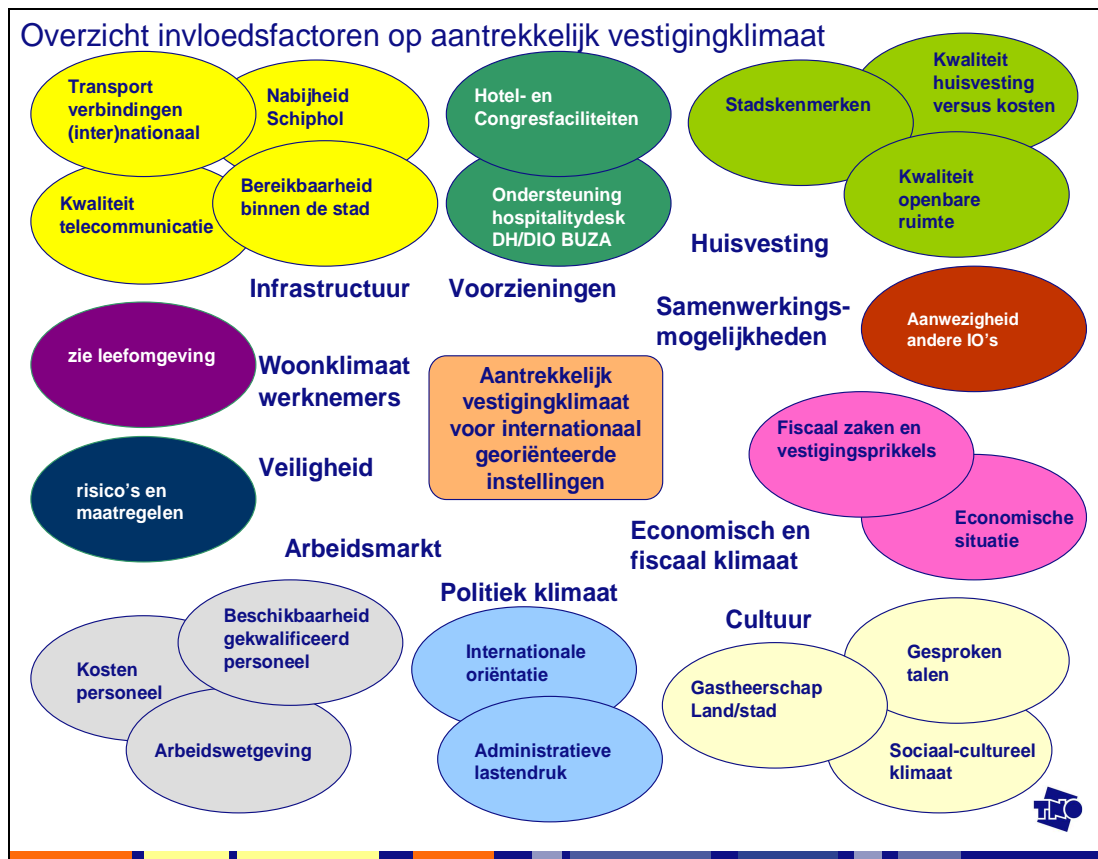 Overzicht invloedsfactoren op aantrekkelijk vestigingklimaat
Transport
verbindingen
(inter)nationaal
Nabijheid
Schiphol
Kwaliteit
telecommunicatie
Bereikbaarheid
binnen de stad
Infrastructuur
Hotel- en
Congresfaciliteiten
Ondersteuning
hospitalitydesk
DH/DIO BUZA
Voorzieningen
Stadskenmerken
Kwaliteit
huisvesting
versus kosten
Kwaliteit
openbare
ruimte
Huisvesting
Samenwerkings-
mogelijkheden
Aanwezigheid
andere IO's
zie leefomgeving
Woonklimaat
werknemers
Aantrekkelijk
vestigingklimaat
voor internationaal
georiënteerde
instellingen
Fiscaal zaken en
vestigingsprikkels
Economische
situatie
Economisch en
fiscaal klimaat
Veiligheid
risico's en
maatregelen
Arbeidsmarkt
Beschikbaarheid
gekwalificeerd
personeel
Kosten
personeel
Arbeidswetgeving
Politiek klimaat
Internationale
oriëntatie
Administratieve
lastendruk
Cultuur
Gastheerschap
Land/stad
Gesproken
talen
Sociaal-cultureel
klimaat
TNO